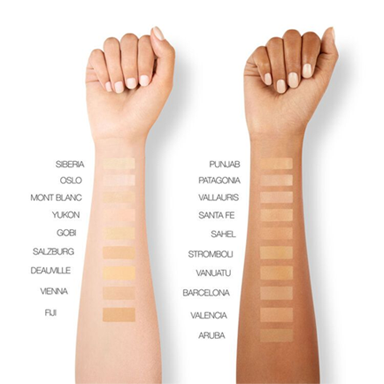 SIBERIA
OSLO
MONT BLANC
YUKON
GOBI
SALZBURG
DEAUVILLE
VIENNA
FIJI
PUNJAB
PATAGONIA
VALLAURIS
SANTA FE
SAHEL
STROMBOLI
VANUATU
BARCELONA
VALENCIA
ARUBA